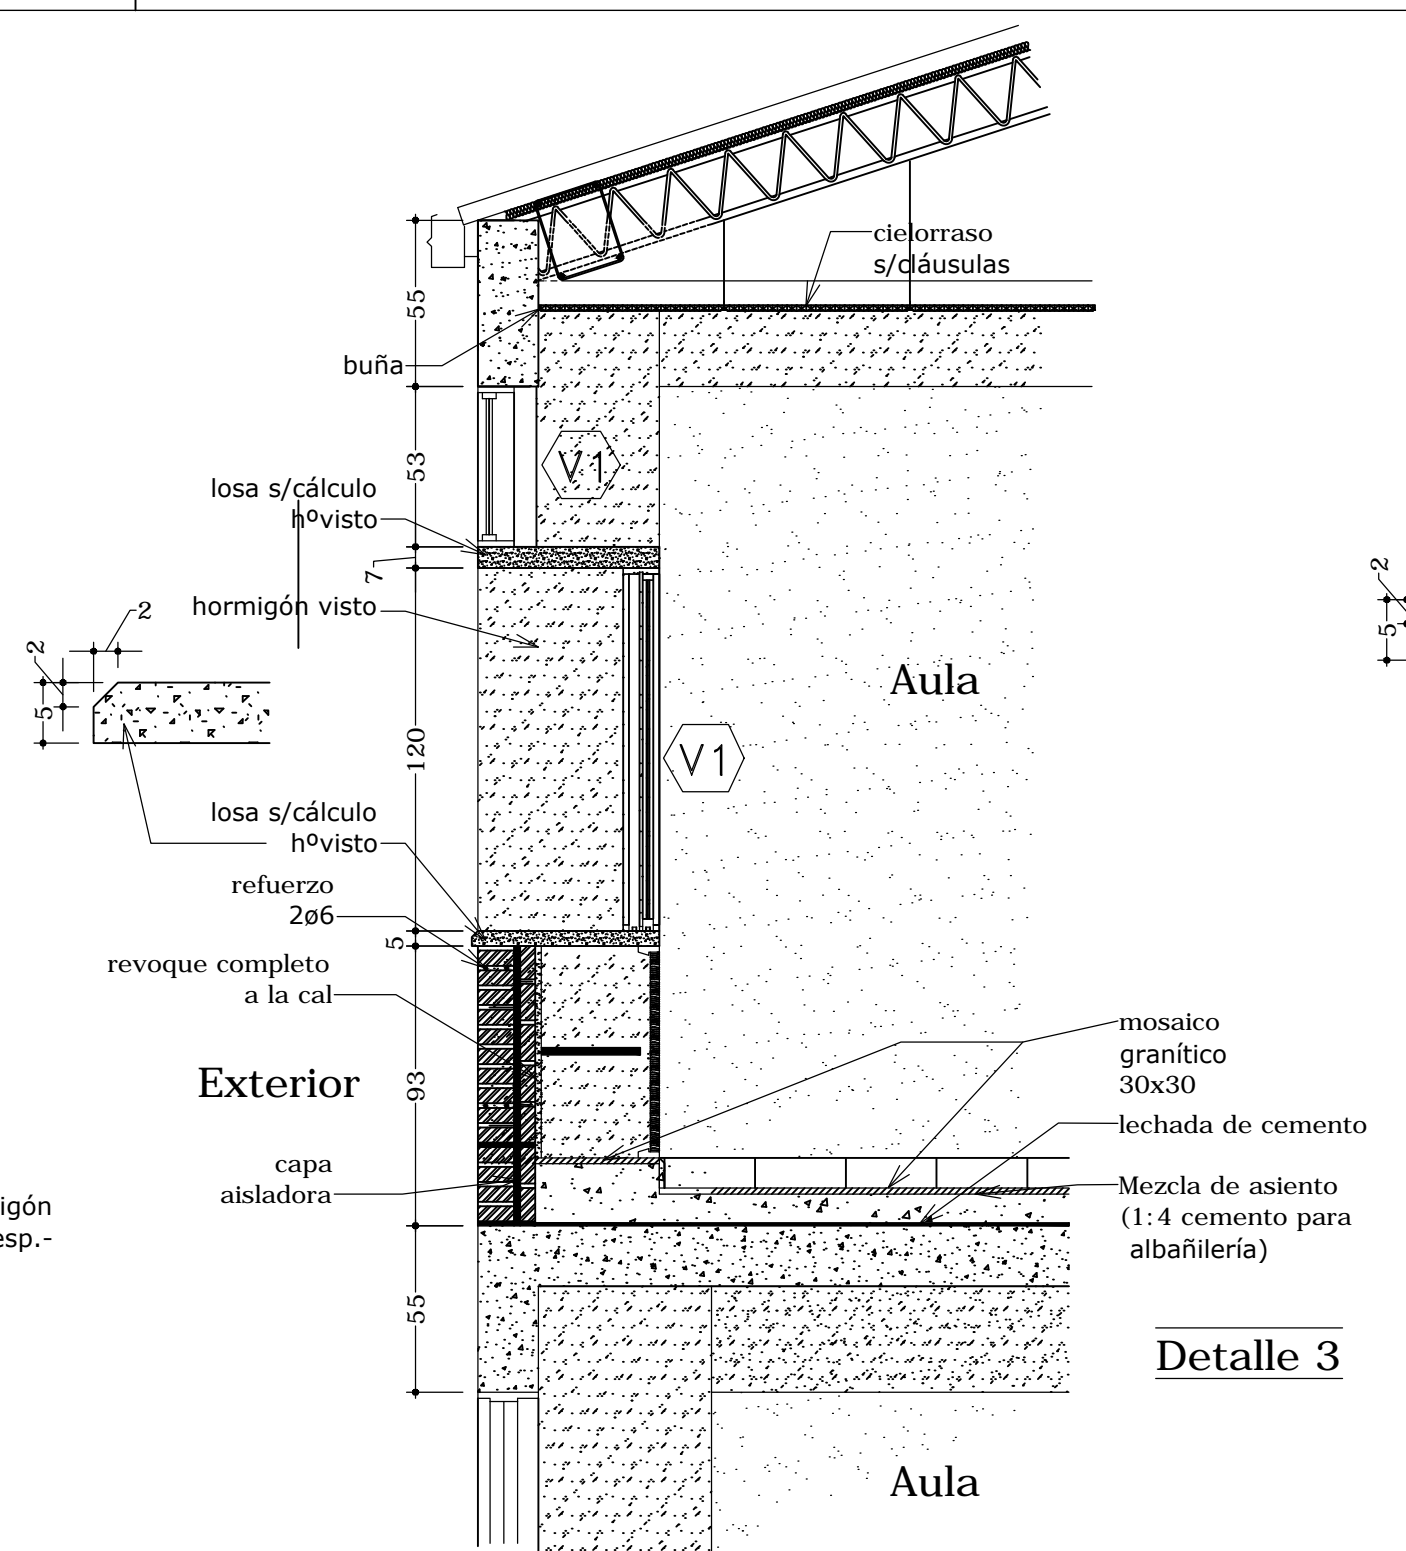 cielorraso
s/cláusulas
55
buña
V1
53
losa s/cálculo
hºvisto
7
hormigón visto
2
2
5
2
5
Aula
V1
120
losa s/cálculo
hºvisto
refuerzo
2ø6
5
revoque completo
a la cal
Exterior
93
mosaico
granítico
30x30
lechada de cemento
capa
aisladora
Mezcla de asiento
(1:4 cemento para
albañilería)
igón
esp.-
55
Detalle 3
Aula